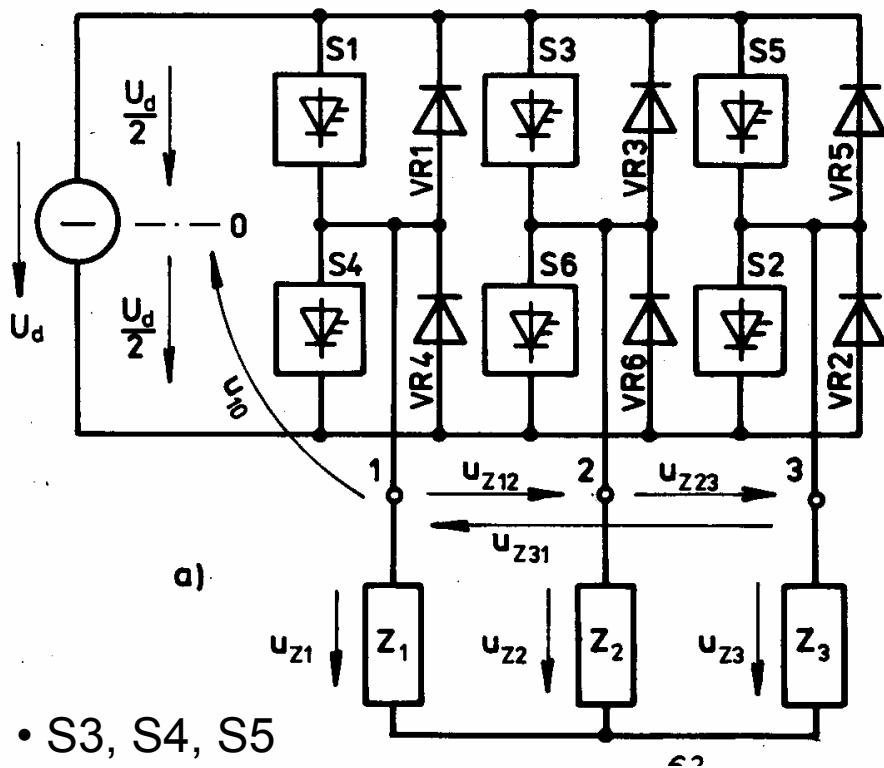 S1 S3 S5
U_d/2
VR1 VR3 VR5
0
S4 S6 S2
U_d
U_d/2
VR4 VR6 VR2
u_10
1 u_Z12 2 u_Z23 3
u_Z31
a)
u_Z1 Z_1 u_Z2 Z_2 u_Z3 Z_3
• S3, S4, S5